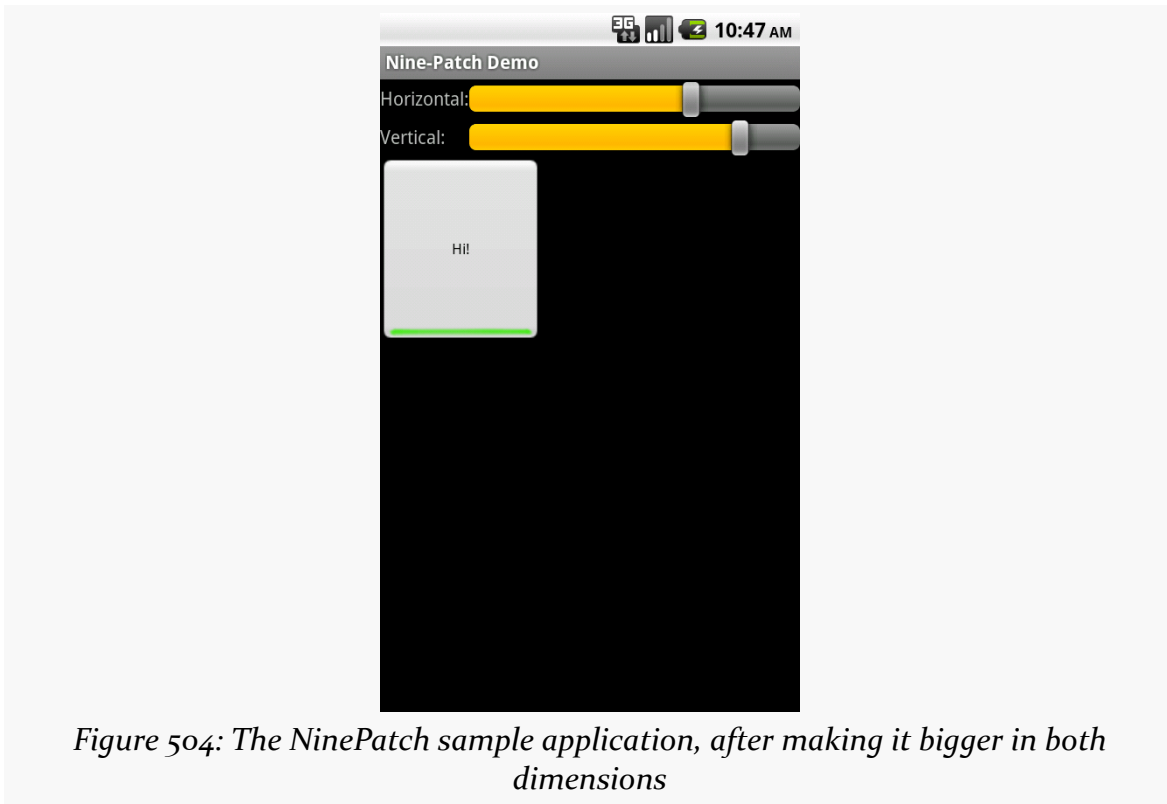 3G 10:47 AM
Nine-Patch Demo
Horizontal:
Vertical:
Hi!
Figure 504: The NinePatch sample application, after making it bigger in both
dimensions